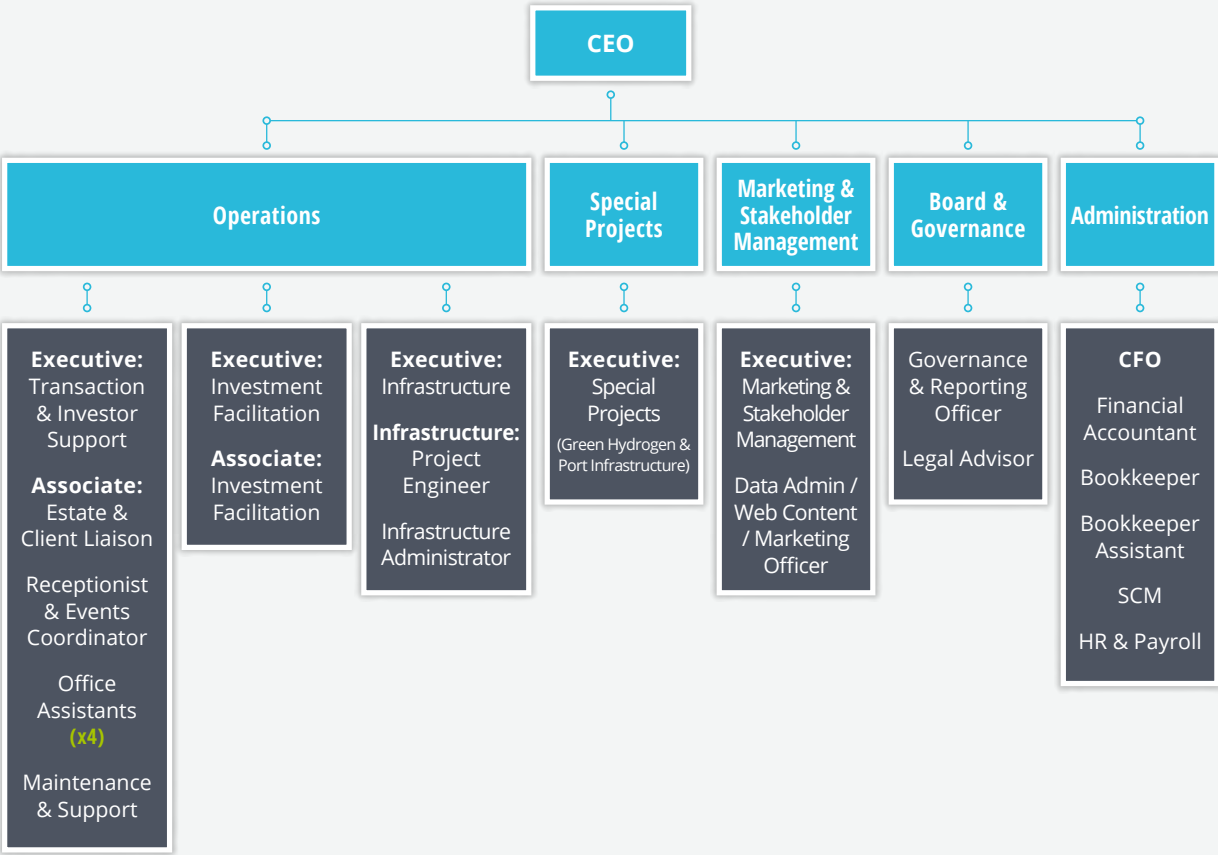 CEO
Operations
Special
Projects
Marketing &
Stakeholder
Management
Board &
Governance
Administration
Executive:
Transaction
& Investor
Support
Associate:
Estate &
Client Liaison
Receptionist
& Events
Coordinator
Office
Assistants
(x4)
Maintenance
& Support
Executive:
Investment
Facilitation
Associate:
Investment
Facilitation
Executive:
Infrastructure
Infrastructure:
Project
Engineer
Infrastructure
Administrator
Executive:
Special
Projects
(Green Hydrogen &
Port Infrastructure)
Executive:
Marketing &
Stakeholder
Management
Data Admin /
Web Content
/ Marketing
Officer
Governance
& Reporting
Officer
Legal Advisor
CFO
Financial
Accountant
Bookkeeper
Bookkeeper
Assistant
SCM
HR & Payroll